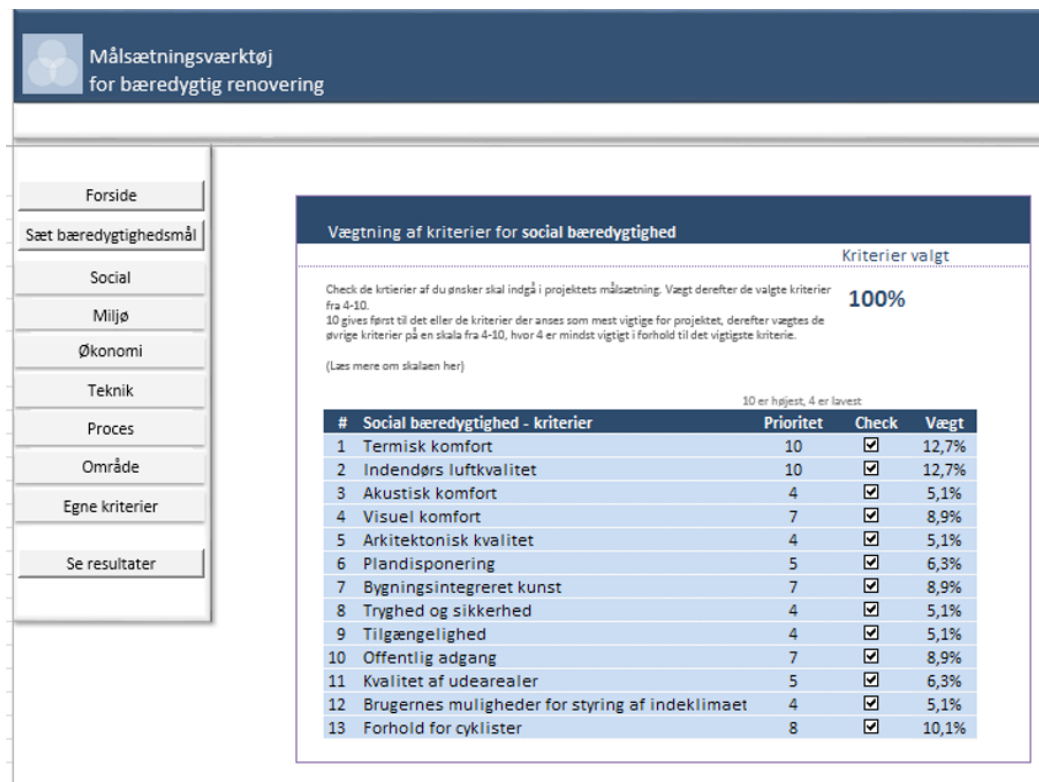 Målsætningsværktøj
for bæredygtig renovering
Forside
Sæt bæredygtighedsmål
Social
Miljø
Økonomi
Teknik
Proces
Område
Egne kriterier
Se resultater
Vægtning af kriterier for social bæredygtighed
Kriterier valgt
Check de krtierier af du ønsker skal indgå i projektets målsætning. Vægt derefter de valgte kriterier
fra 4-10.
100%
10 gives først til det eller de kriterier der anses som mest vigtige for projektet, derefter vægtes de
øvrige kriterier på en skala fra 4-10, hvor 4 er mindst vigtigt i forhold til det vigtigste kriterie.
(Læs mere om skalaen her)
10 er højest, 4 er lavest
# Social bæredygtighed - kriterier Prioritet Check Vægt
1 Termisk komfort 10 12,7%
2 Indendørs luftkvalitet 10 12,7%
3 Akustisk komfort 4 5,1%
4 Visuel komfort 7 8,9%
5 Arkitektonisk kvalitet 4 5,1%
6 Plandisponering 5 6,3%
7 Bygningsintegreret kunst 7 8,9%
8 Tryghed og sikkerhed 4 5,1%
9 Tilgængelighed 4 5,1%
10 Offentlig adgang 7 8,9%
11 Kvalitet af udearealer 5 6,3%
12 Brugernes muligheder for styring af indeklimaet 4 5,1%
13 Forhold for cyklister 8 10,1%